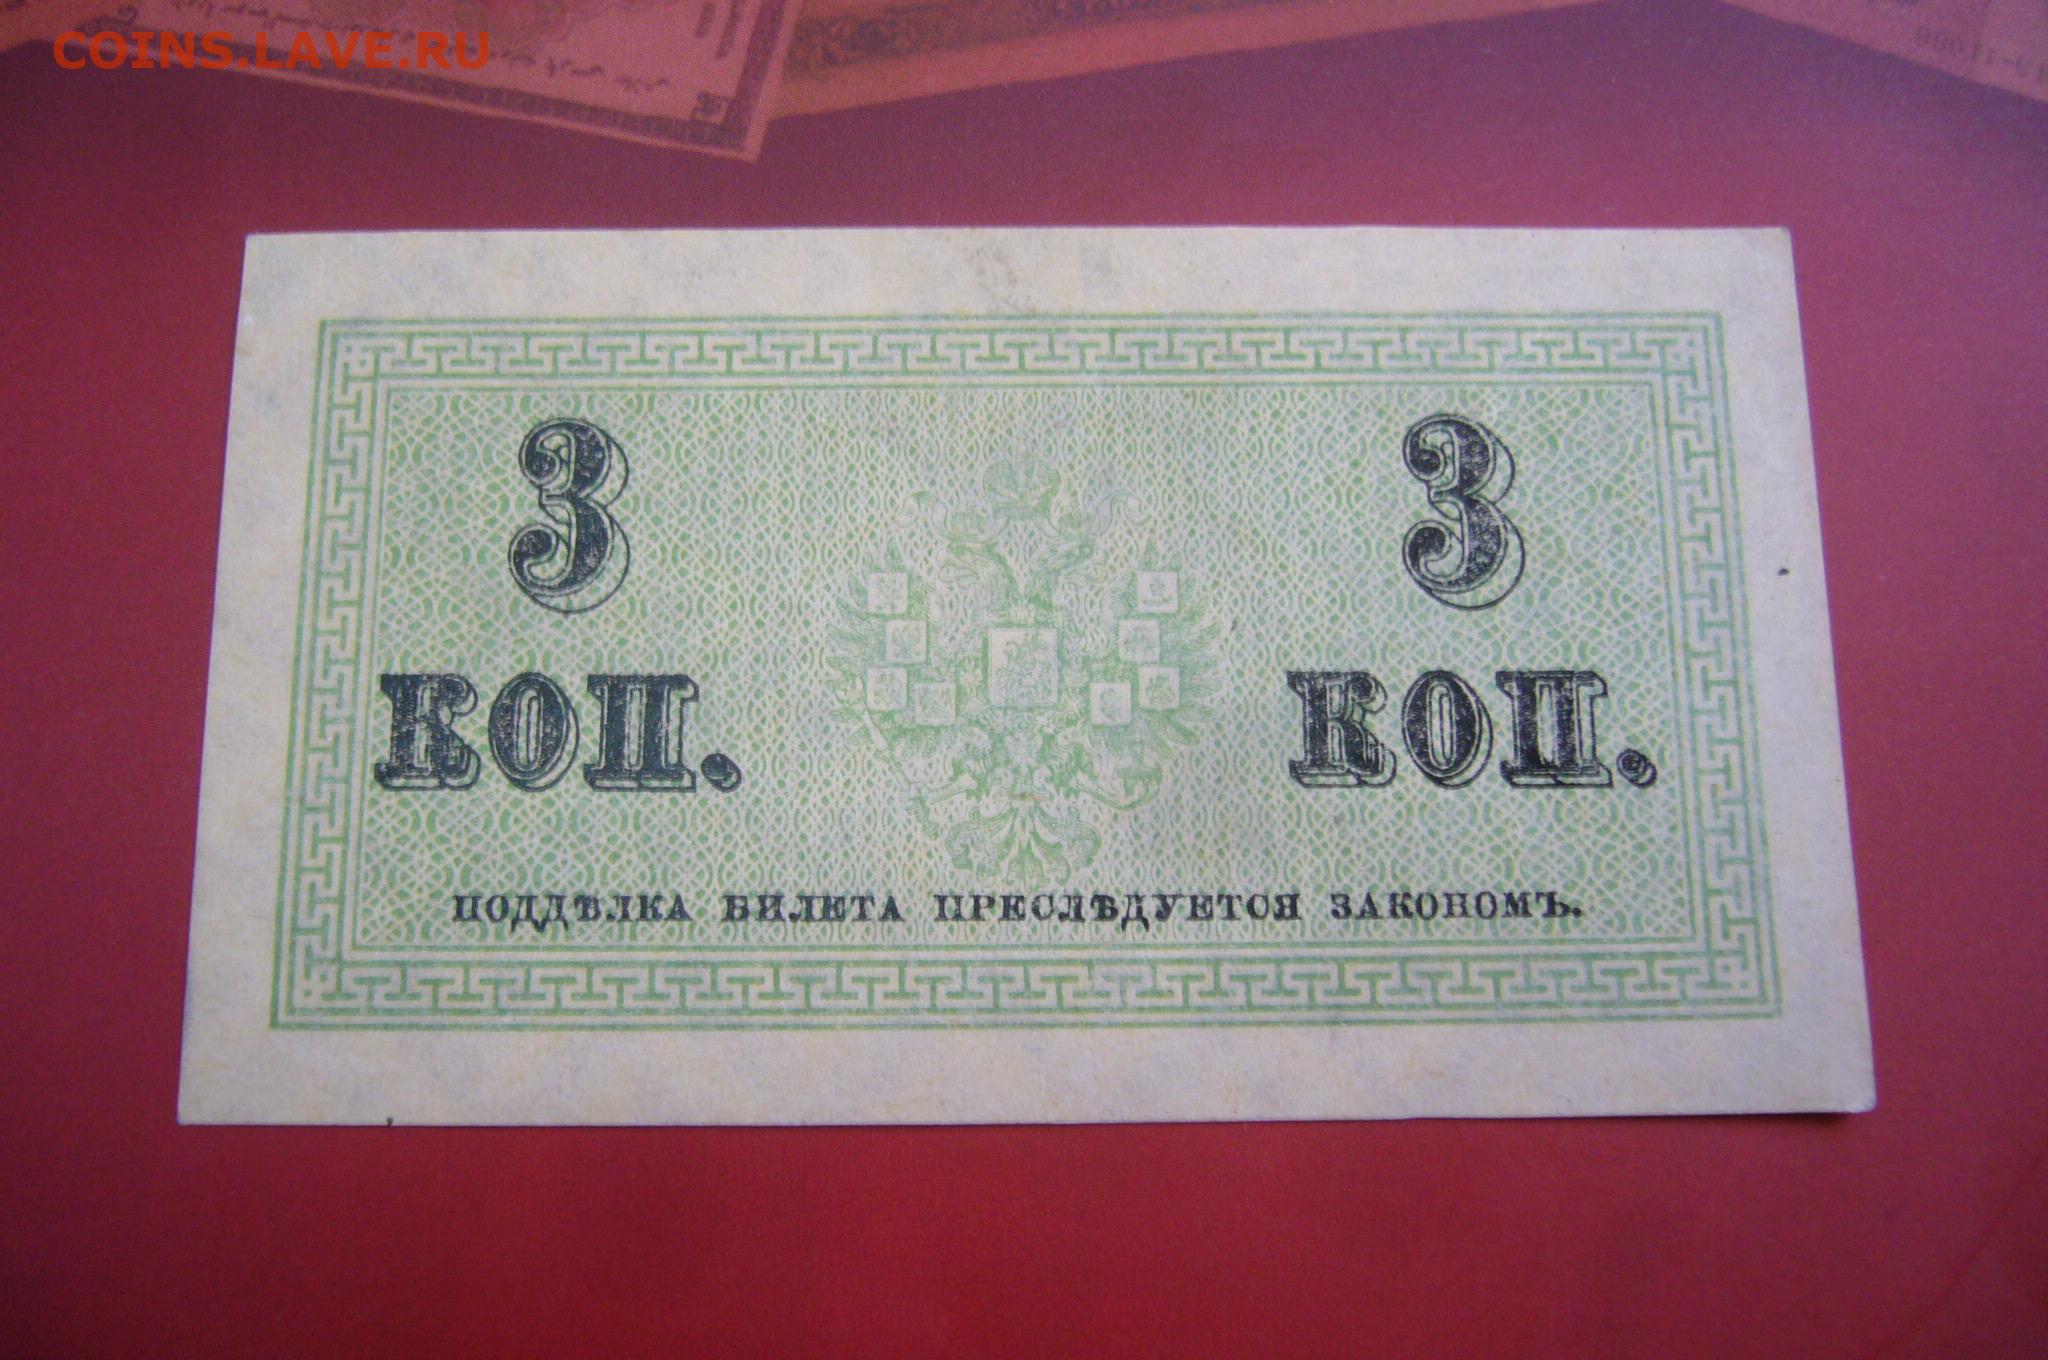 COINS.LAVE.RU
3 3
КОП. КОП.
ПОДДѢЛКА БИЛЕТА ПРЕСЛѢДУЕТСЯ ЗАКОНОМЪ.